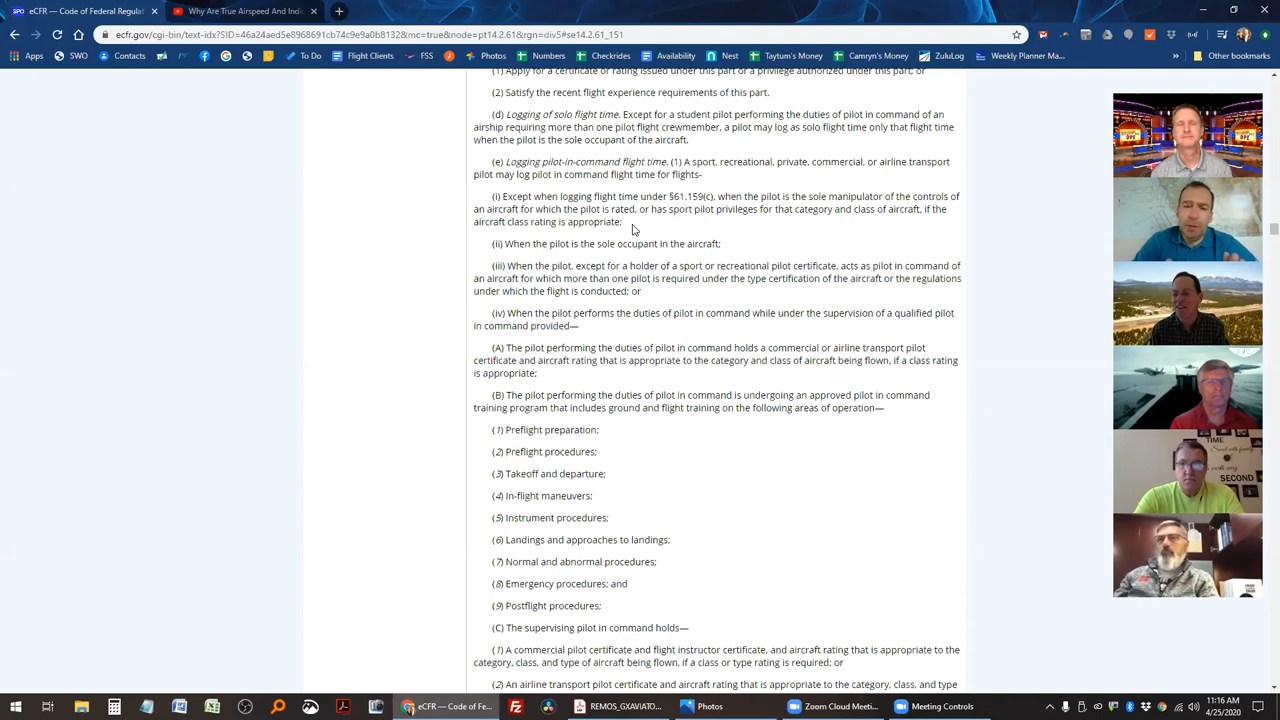 eCFR — Code of Federal Regulat
Why Are True Airspeed And Indic
ecfr.gov/cgi-bin/text-idx?SID=46a24aed5e8968691cb74c9e9a0b8132&mc=true&node=pt14.2.61&rgn=div5#se14.2.61_151
Apps SWO Contacts To Do Flight Clients FSS Photos Numbers Checkrides Availability Nest Taytum's Money Camryn's Money ZuluLog Weekly Planner Ma... » Other bookmarks
(1) Apply for a certificate or rating issued under this part or a privilege authorized under this part; or
(2) Satisfy the recent flight experience requirements of this part.
(d) Logging of solo flight time. Except for a student pilot performing the duties of pilot in command of an
airship requiring more than one pilot flight crewmember, a pilot may log as solo flight time only that flight time
when the pilot is the sole occupant of the aircraft.
(e) Logging pilot-in-command flight time. (1) A sport, recreational, private, commercial, or airline transport
pilot may log pilot in command flight time for flights-
(i) Except when logging flight time under §61.159(c), when the pilot is the sole manipulator of the controls of
an aircraft for which the pilot is rated, or has sport pilot privileges for that category and class of aircraft, if the
aircraft class rating is appropriate;
(ii) When the pilot is the sole occupant in the aircraft;
(iii) When the pilot, except for a holder of a sport or recreational pilot certificate, acts as pilot in command of
an aircraft for which more than one pilot is required under the type certification of the aircraft or the regulations
under which the flight is conducted; or
(iv) When the pilot performs the duties of pilot in command while under the supervision of a qualified pilot
in command provided—
(A) The pilot performing the duties of pilot in command holds a commercial or airline transport pilot
certificate and aircraft rating that is appropriate to the category and class of aircraft being flown, if a class rating
is appropriate;
(B) The pilot performing the duties of pilot in command is undergoing an approved pilot in command
training program that includes ground and flight training on the following areas of operation—
(1) Preflight preparation;
(2) Preflight procedures;
(3) Takeoff and departure;
(4) In-flight maneuvers;
(5) Instrument procedures;
(6) Landings and approaches to landings;
(7) Normal and abnormal procedures;
(8) Emergency procedures; and
(9) Postflight procedures;
(C) The supervising pilot in command holds—
(1) A commercial pilot certificate and flight instructor certificate, and aircraft rating that is appropriate to the
category, class, and type of aircraft being flown, if a class or type rating is required; or
(2) An airline transport pilot certificate and aircraft rating that is appropriate to the category, class, and type
TIME
SECOND
eCFR — Code of Fe... REMOS_GXAVIATO... Photos Zoom Cloud Meeti... Meeting Controls
11:16 AM
4/25/2020